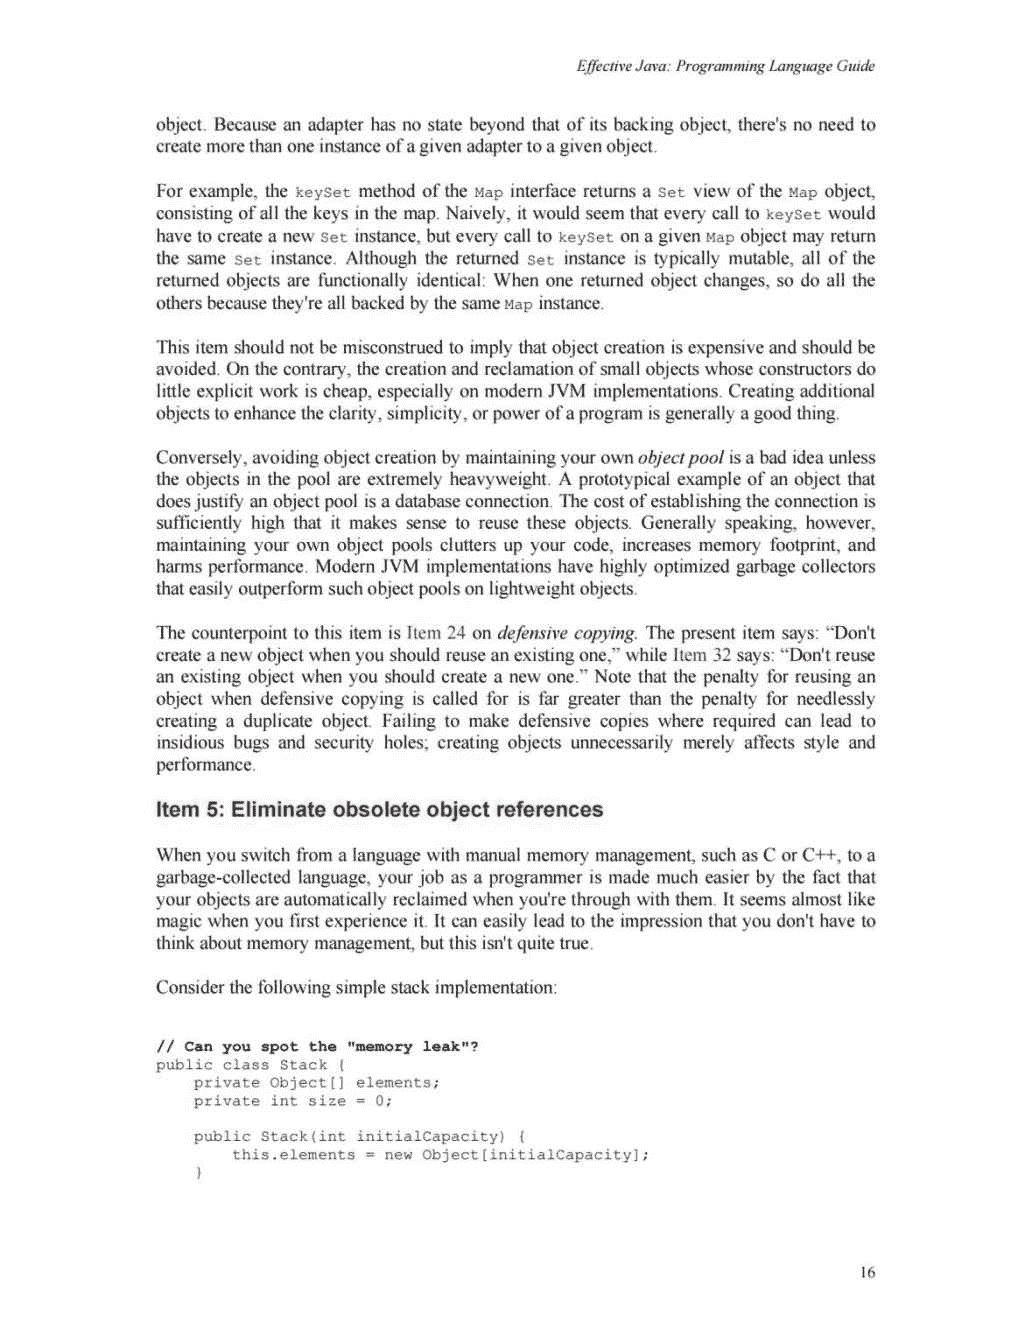 Effective Java: Programming Language Guide
object. Because an adapter has no state beyond that of its backing object, there's no need to
create more than one instance of a given adapter to a given object.
For example, the keySet method of the Map interface returns a Set view of the Map object,
consisting of all the keys in the map. Naively, it would seem that every call to keySet would
have to create a new Set instance, but every call to keySet on a given Map object may return
the same Set instance. Although the returned Set instance is typically mutable, all of the
returned objects are functionally identical: When one returned object changes, so do all the
others because they're all backed by the same Map instance.
This item should not be misconstrued to imply that object creation is expensive and should be
avoided. On the contrary, the creation and reclamation of small objects whose constructors do
little explicit work is cheap, especially on modern JVM implementations. Creating additional
objects to enhance the clarity, simplicity, or power of a program is generally a good thing.
Conversely, avoiding object creation by maintaining your own object pool is a bad idea unless
the objects in the pool are extremely heavyweight. A prototypical example of an object that
does justify an object pool is a database connection. The cost of establishing the connection is
sufficiently high that it makes sense to reuse these objects. Generally speaking, however,
maintaining your own object pools clutters up your code, increases memory footprint, and
harms performance. Modern JVM implementations have highly optimized garbage collectors
that easily outperform such object pools on lightweight objects.
The counterpoint to this item is Item 24 on defensive copying. The present item says: “Don't
create a new object when you should reuse an existing one,” while Item 32 says: “Don't reuse
an existing object when you should create a new one.” Note that the penalty for reusing an
object when defensive copying is called for is far greater than the penalty for needlessly
creating a duplicate object. Failing to make defensive copies where required can lead to
insidious bugs and security holes; creating objects unnecessarily merely affects style and
performance.
Item 5: Eliminate obsolete object references
When you switch from a language with manual memory management, such as C or C++, to a
garbage-collected language, your job as a programmer is made much easier by the fact that
your objects are automatically reclaimed when you're through with them. It seems almost like
magic when you first experience it. It can easily lead to the impression that you don't have to
think about memory management, but this isn't quite true.
Consider the following simple stack implementation:
// Can you spot the "memory leak"?
public class Stack {
    private Object[] elements;
    private int size = 0;
    public Stack(int initialCapacity) {
        this.elements = new Object[initialCapacity];
    }
16